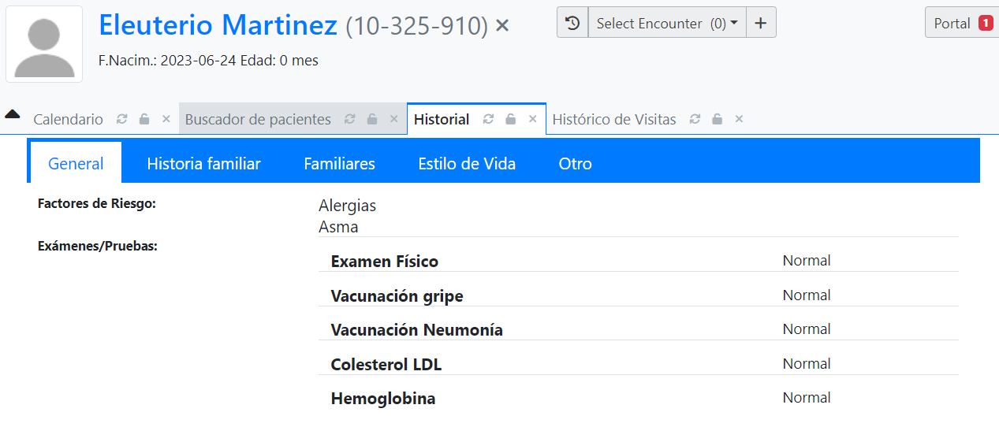 Eleuterio Martinez (10-325-910) ×
Select Encounter (0)
Portal 1
F.Nacim.: 2023-06-24 Edad: 0 mes
Calendario
Buscador de pacientes
Historial
Histórico de Visitas
General
Historia familiar
Familiares
Estilo de Vida
Otro
Factores de Riesgo:
Alergias
Asma
Exámenes/Pruebas:
Examen Físico Normal
Vacunación gripe Normal
Vacunación Neumonía Normal
Colesterol LDL Normal
Hemoglobina Normal